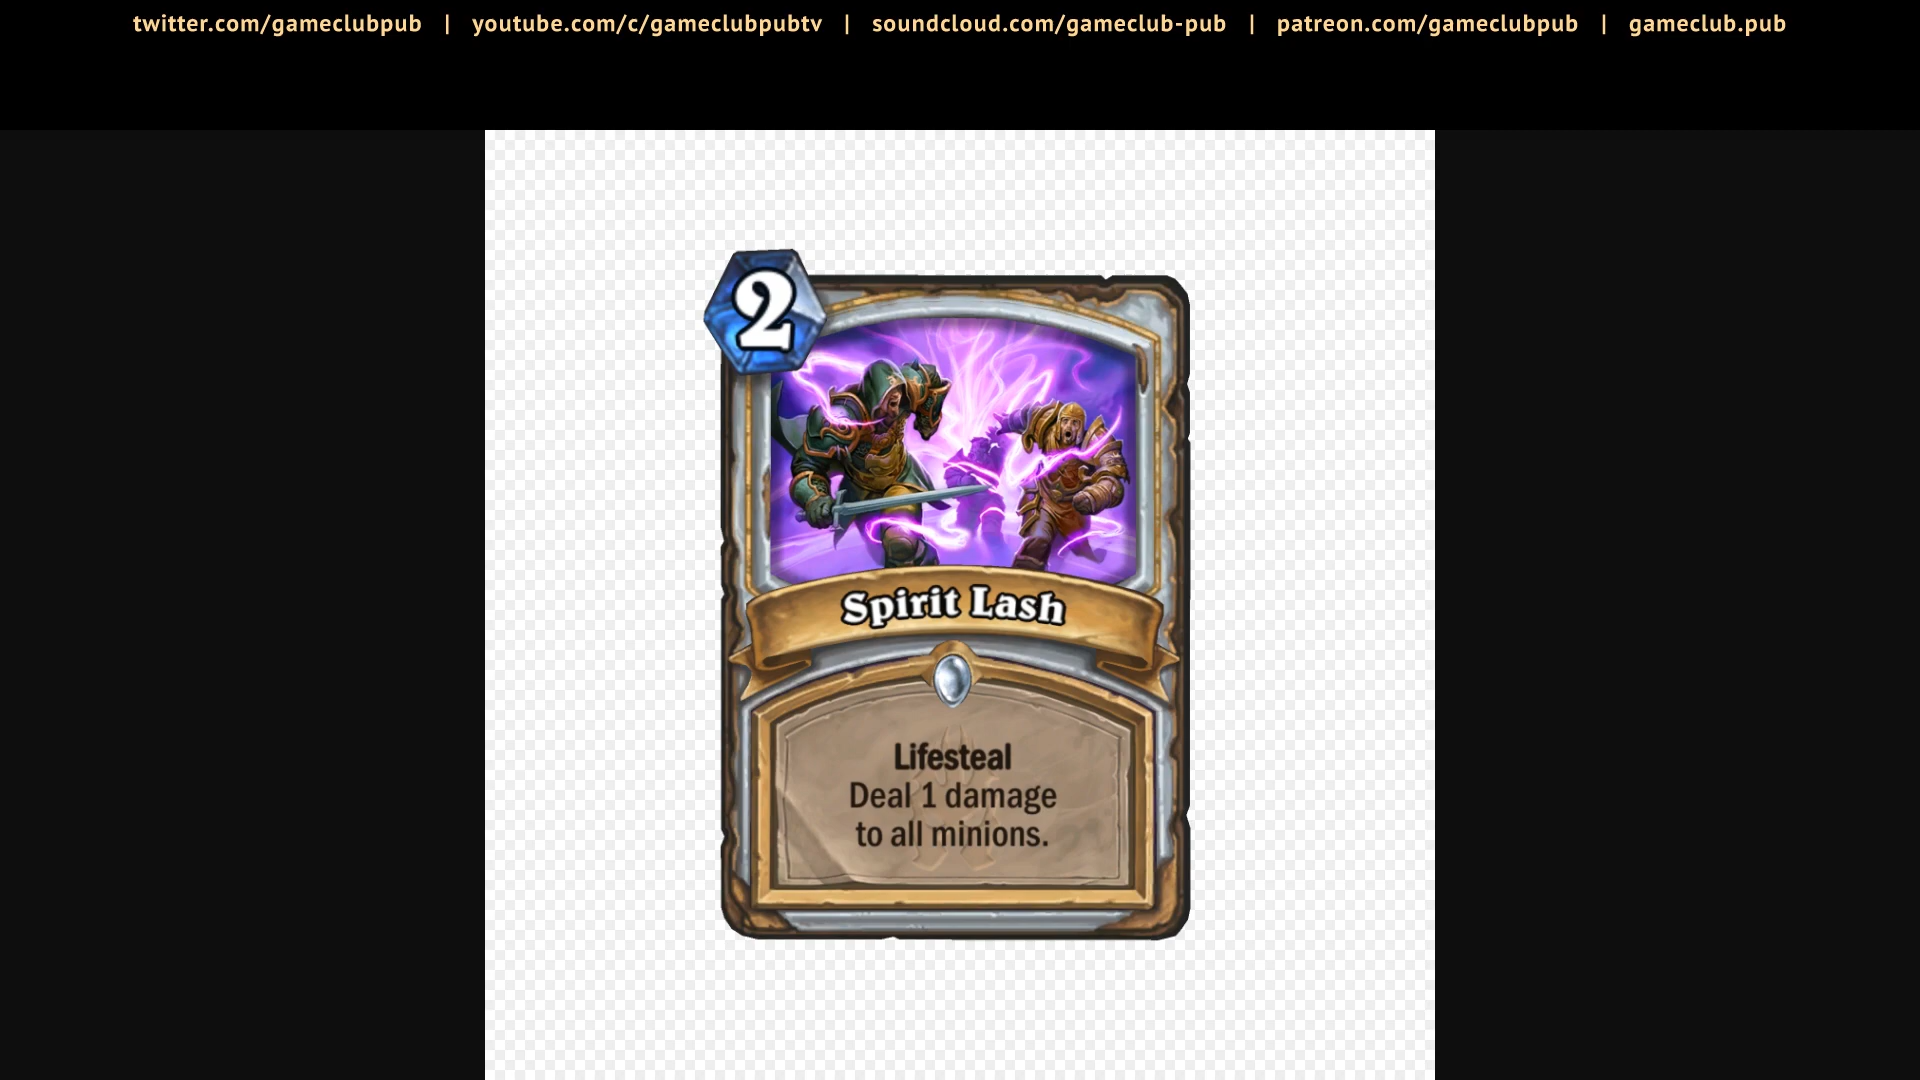 twitter.com/gameclubpub | youtube.com/c/gameclubpubtv | soundcloud.com/gameclub-pub | patreon.com/gameclubpub | gameclub.pub
2
Spirit Lash
Lifesteal
Deal 1 damage
to all minions.